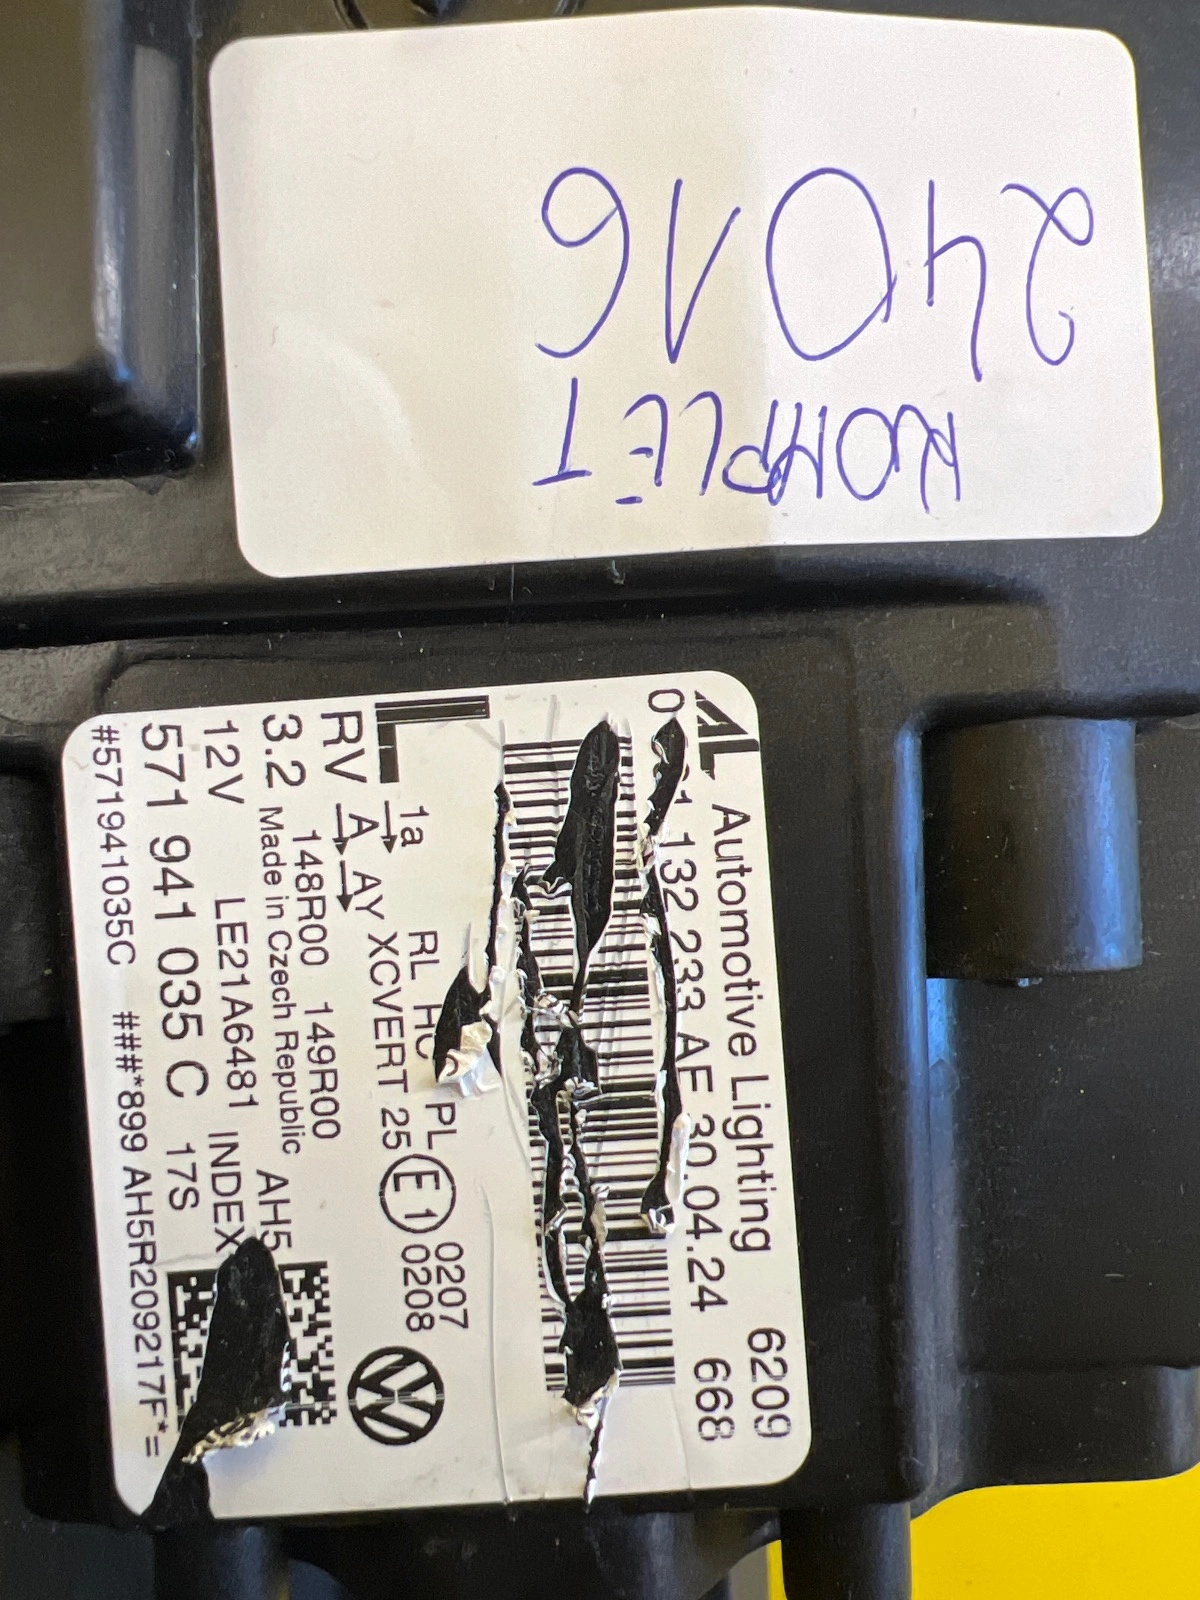 KOMPLET
24016
AL Automotive Lighting 6209
132 233 AE 30.04.24 668
L 1a RL HC PL E1 0207
RV A AY XCVERT 25 0208
3.2 148R00 149R00
Made in Czech Republic AH5
12V LE21A6481 INDEX
571 941 035 C 17S
#571941035C ###*899 AH5R209217F*=